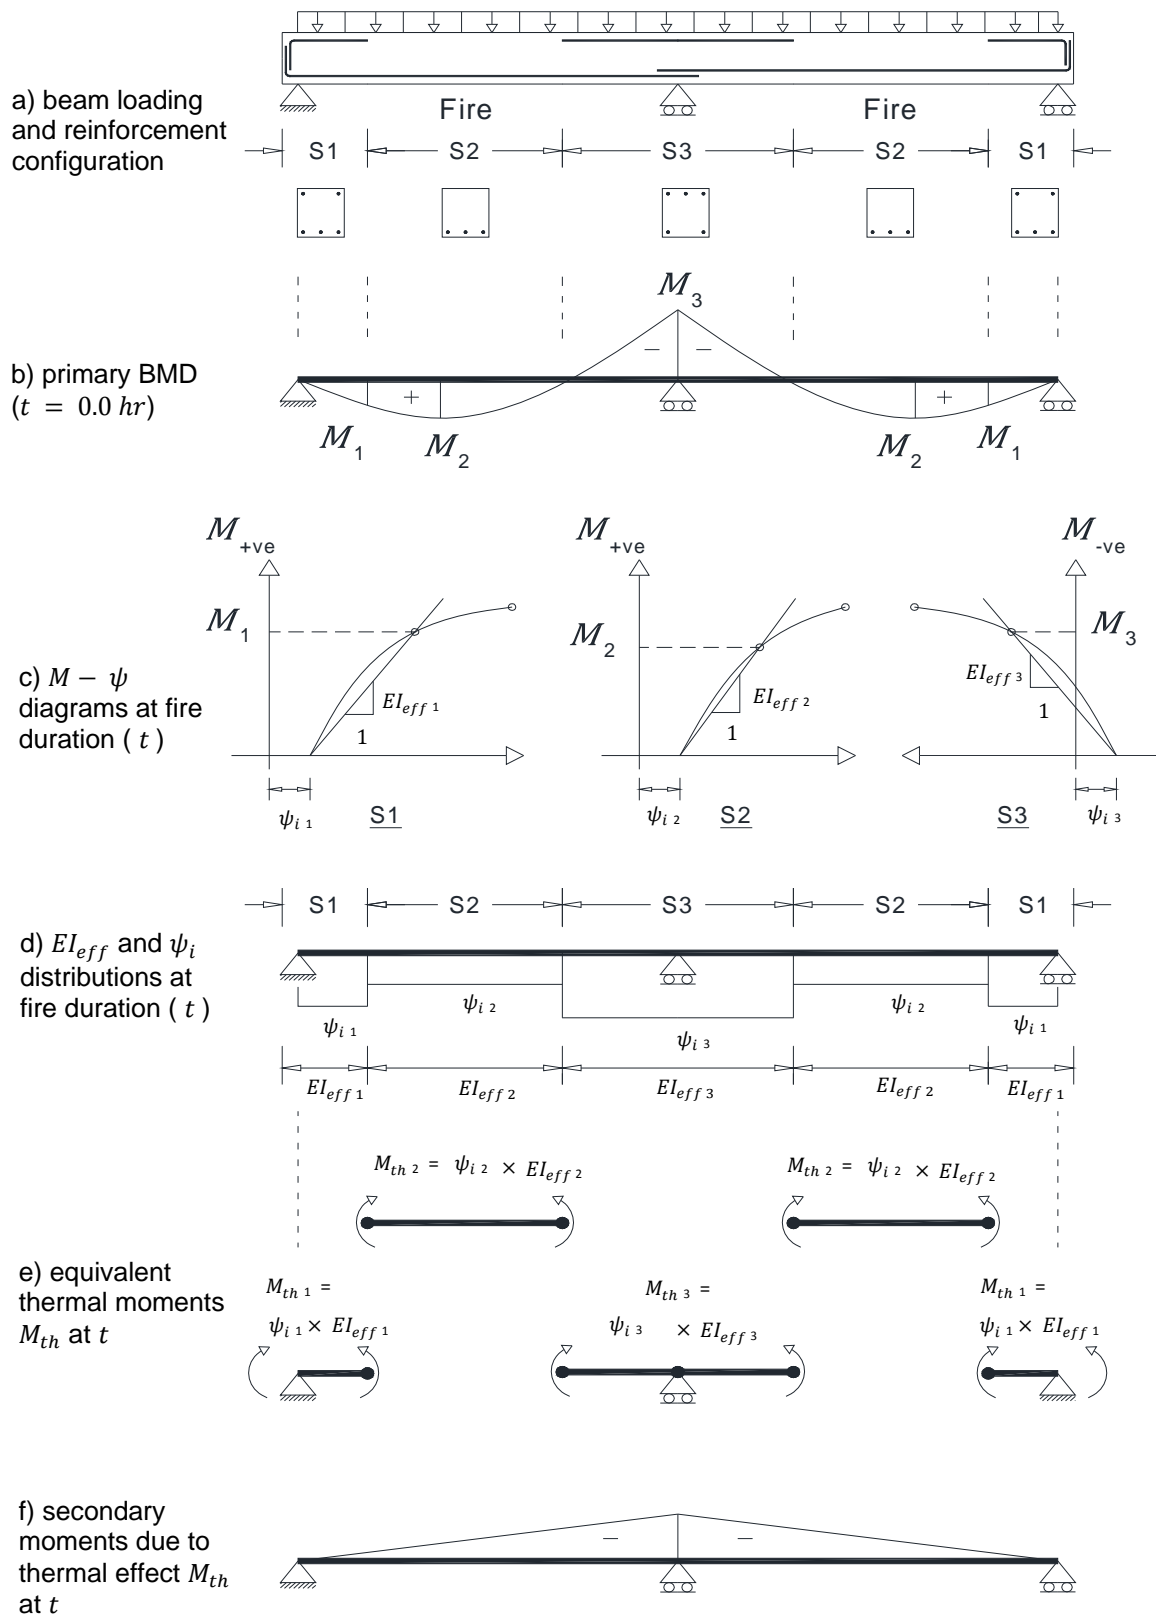 a) beam loading
and reinforcement
configuration
Fire Fire
S1 S2 S3 S2 S1
b) primary BMD
(t = 0.0 hr)
M3
− −
+ +
M1 M2 M2 M1
c) M − ψ
diagrams at fire
duration ( t )
M+ve M+ve M-ve
M1 M2 M3
EIeff 1 EIeff 2 EIeff 3
1 1 1
ψi 1 ψi 2 ψi 3
S1 S2 S3
d) EIeff and ψi
distributions at
fire duration ( t )
S1 S2 S3 S2 S1
ψi 1 ψi 2 ψi 3 ψi 2 ψi 1
EIeff 1 EIeff 2 EIeff 3 EIeff 2 EIeff 1
e) equivalent
thermal moments
Mth at t
Mth 2 = ψi 2 × EIeff 2 Mth 2 = ψi 2 × EIeff 2
Mth 1 = Mth 3 = Mth 1 =
ψi 1 × EIeff 1 ψi 3 × EIeff 3 ψi 1 × EIeff 1
f) secondary
moments due to
thermal effect Mth
at t
− −